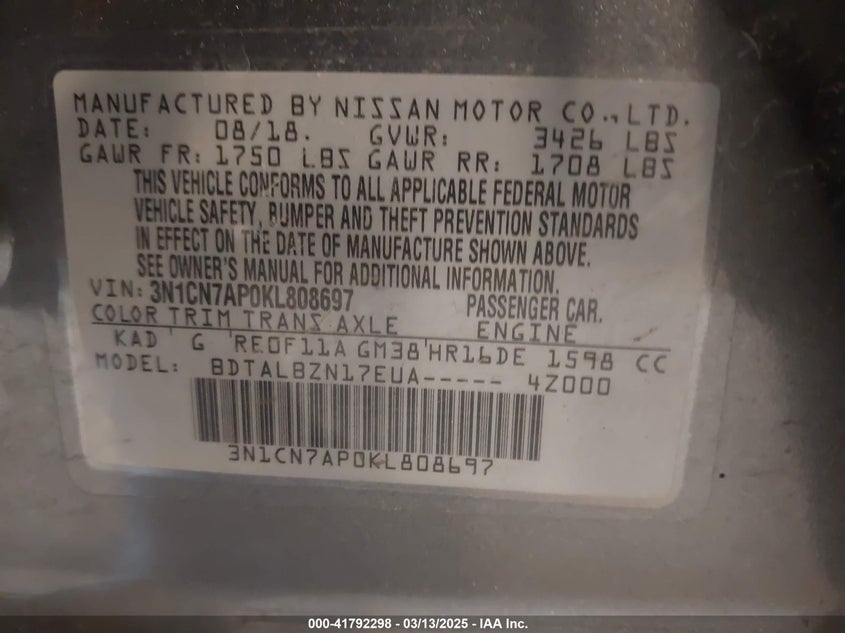 MANUFACTURED BY NISSAN MOTOR CO., LTD.
DATE: 08/18. GVWR: 3426 LBS
GAWR FR: 1750 LBS GAWR RR: 1708 LBS
THIS VEHICLE CONFORMS TO ALL APPLICABLE FEDERAL MOTOR
VEHICLE SAFETY, BUMPER AND THEFT PREVENTION STANDARDS
IN EFFECT ON THE DATE OF MANUFACTURE SHOWN ABOVE.
SEE OWNER'S MANUAL FOR ADDITIONAL INFORMATION.
VIN: 3N1CN7AP0KL808697 PASSENGER CAR.
COLOR TRIM TRANS AXLE ENGINE
KAD ' G 'RE0F11A GM38'HR16DE 1598 CC
MODEL: BDTALBZN17EUA----- 4Z000
3N1CN7AP0KL808697
000-41792298 - 03/13/2025 - IAA Inc.